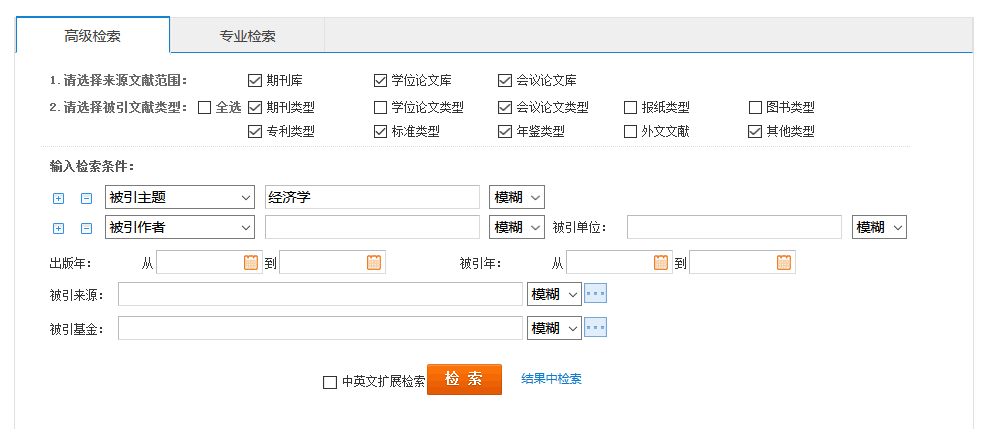 高级检索 专业检索
1.请选择来源文献范围： 期刊库 学位论文库 会议论文库
2.请选择被引文献类型： 全选 期刊类型 学位论文类型 会议论文类型 报纸类型 图书类型
专利类型 标准类型 年鉴类型 外文文献 其他类型
输入检索条件：
被引主题 经济学 模糊
被引作者 模糊 被引单位： 模糊
出版年： 从 到 被引年： 从 到
被引来源： 模糊
被引基金： 模糊
中英文扩展检索 检 索 结果中检索